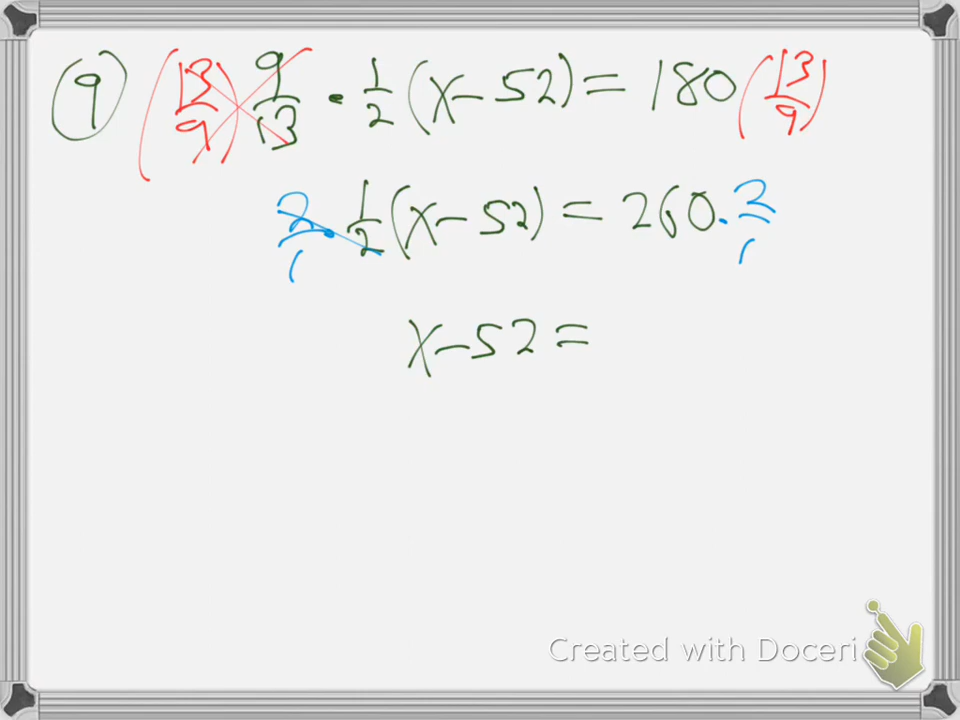 9 (13/9) 9/13 · 1/2 (x - 52) = 180 (13/9)
2/1 · 1/2 (x - 52) = 260 · 2/1
x - 52 =
Created with Doceri